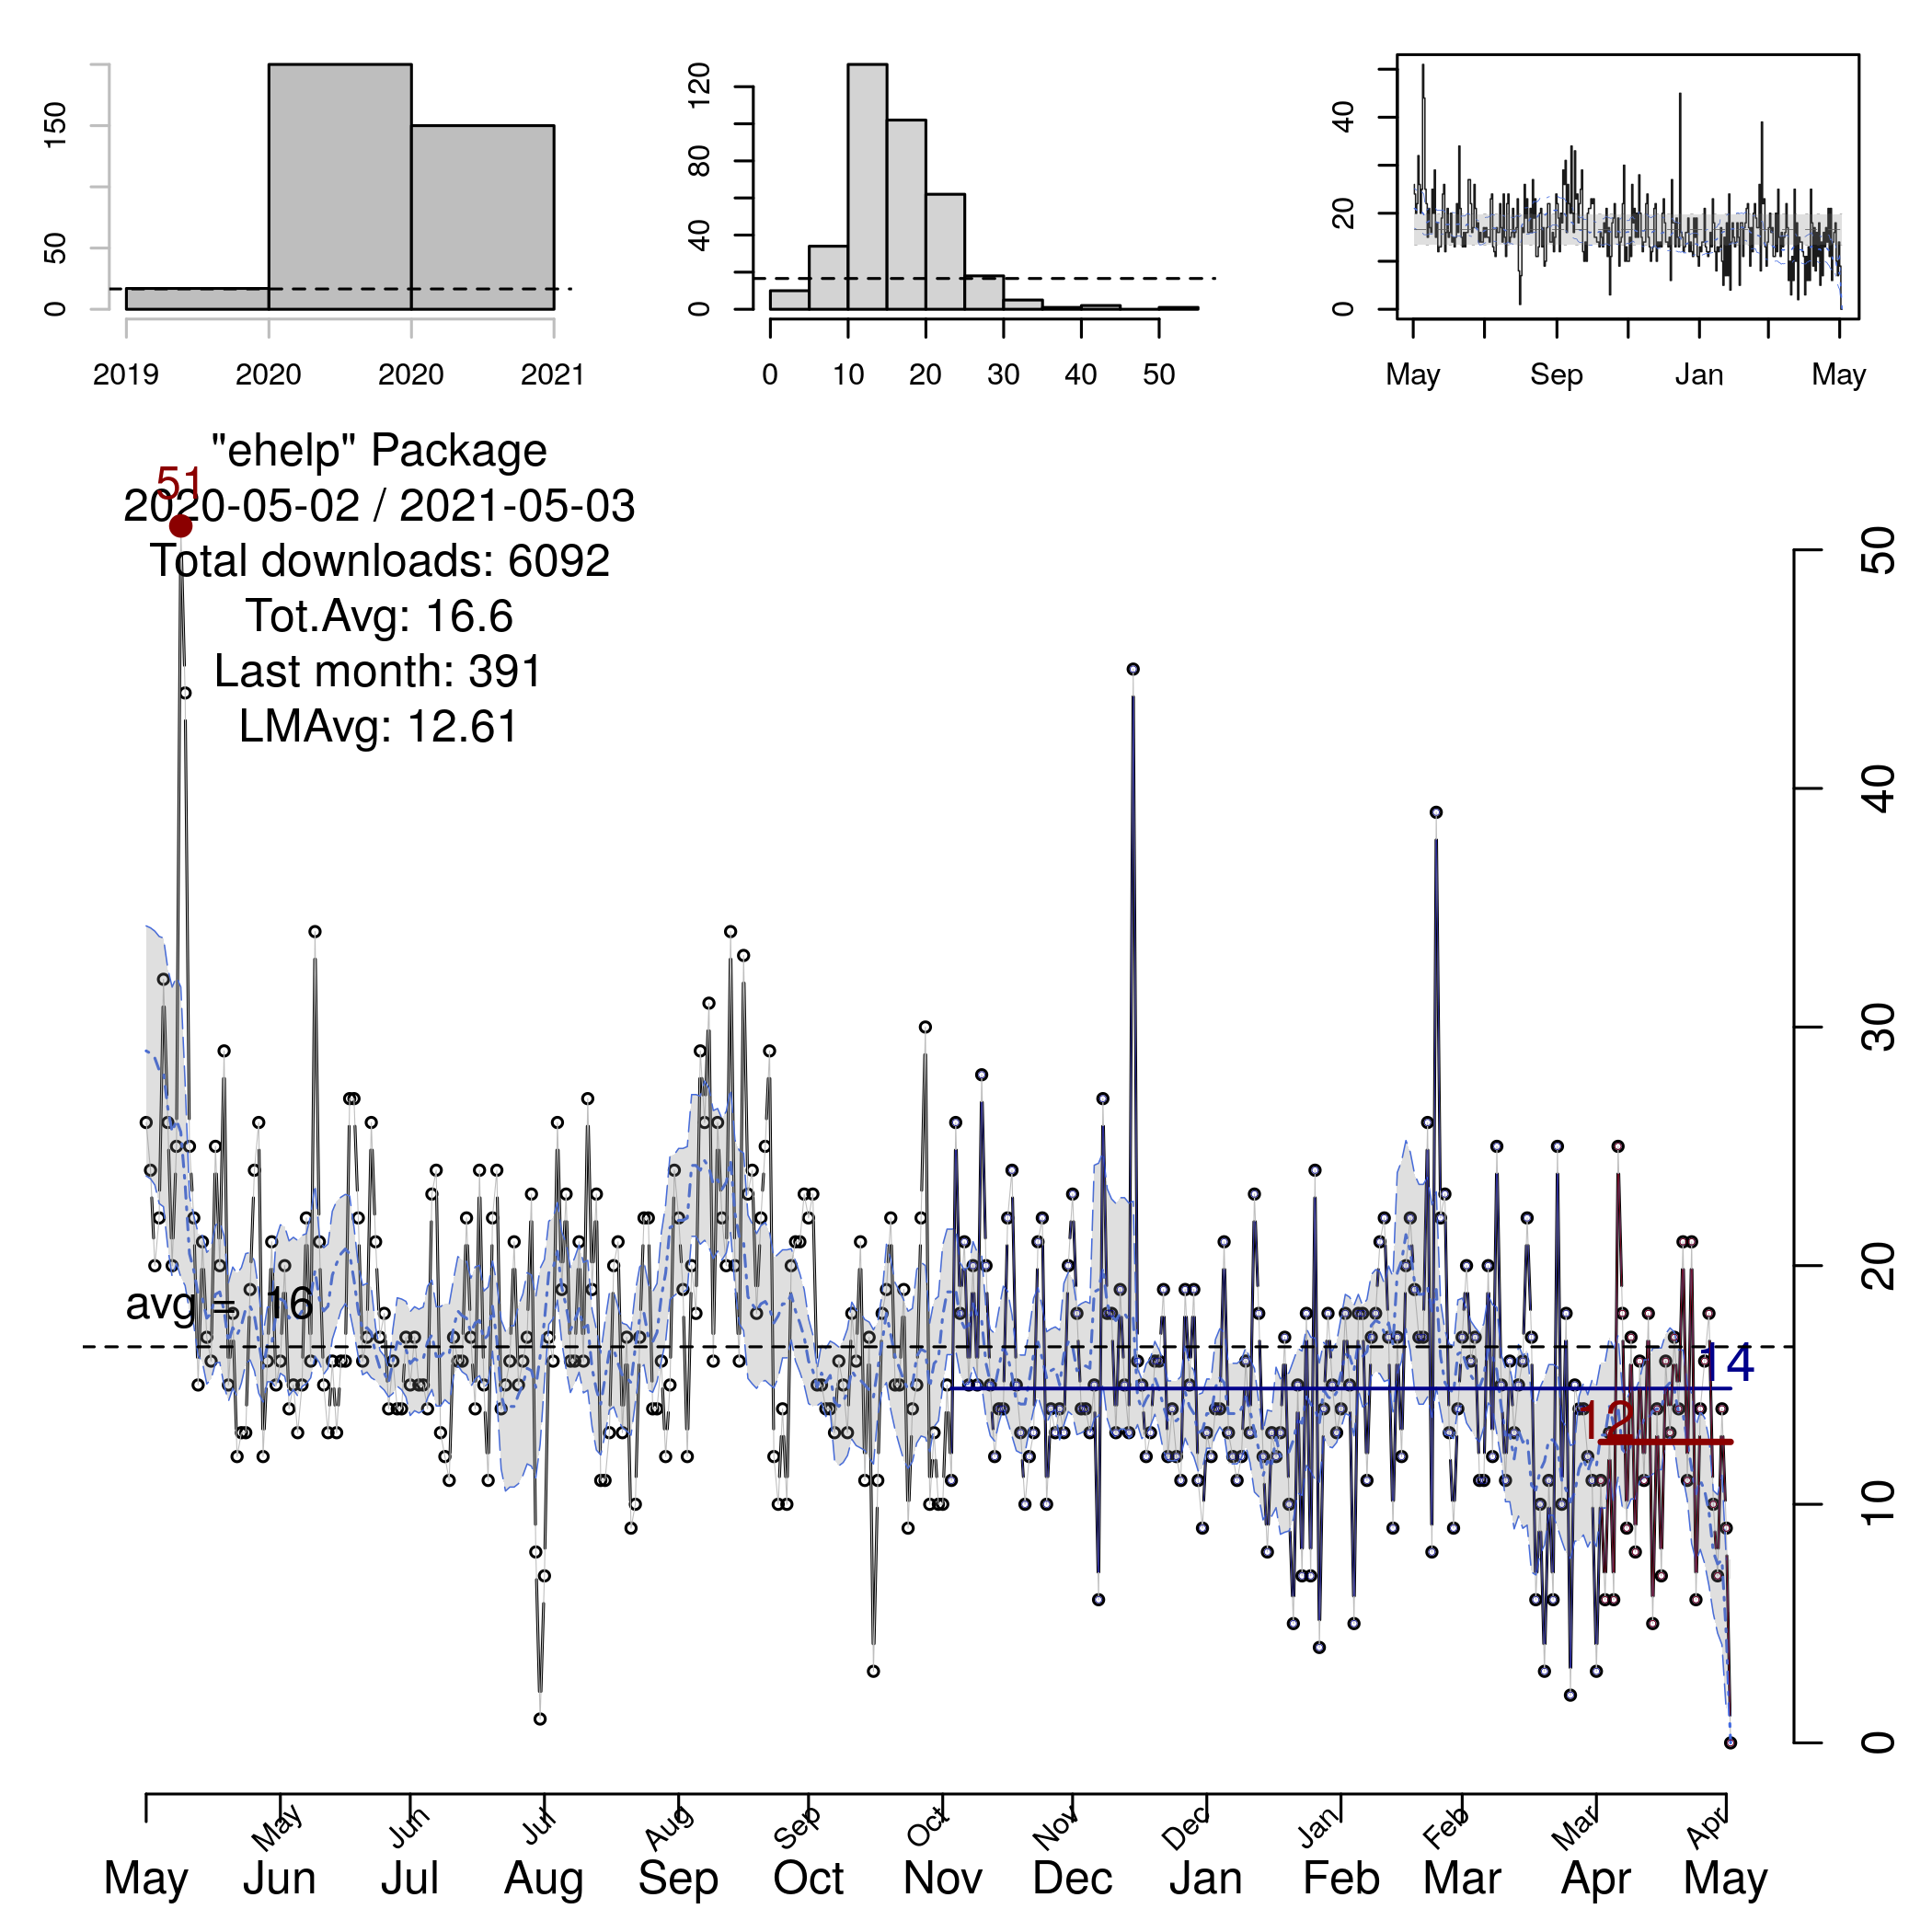 150
50
0
2019 2020 2020 2021
120
80
40
0
0 10 20 30 40 50
40
20
0
May Sep Jan May
"ehelp" Package
51
2020-05-02 / 2021-05-03
Total downloads: 6092
Tot.Avg: 16.6
Last month: 391
LMAvg: 12.61
avg = 16
14
12
50
40
30
20
10
0
May Jun Jul Aug Sep Oct Nov Dec Jan Feb Mar Apr
May Jun Jul Aug Sep Oct Nov Dec Jan Feb Mar Apr May